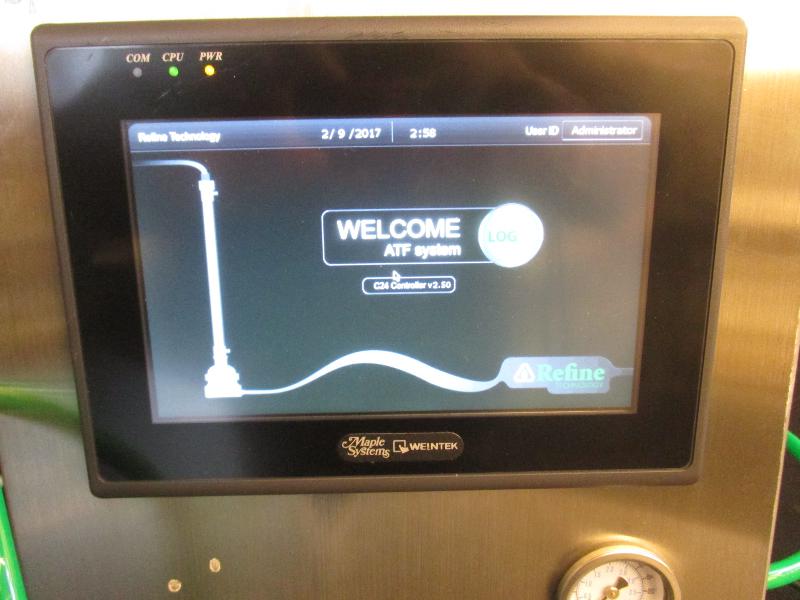 COM CPU PWR
Refine Technology 2/ 9 /2017 2:58 User ID Administrator
WELCOME
ATF system
LOG
C24 Controller v2.50
Refine
TECHNOLOGY
Maple Systems WEINTEK